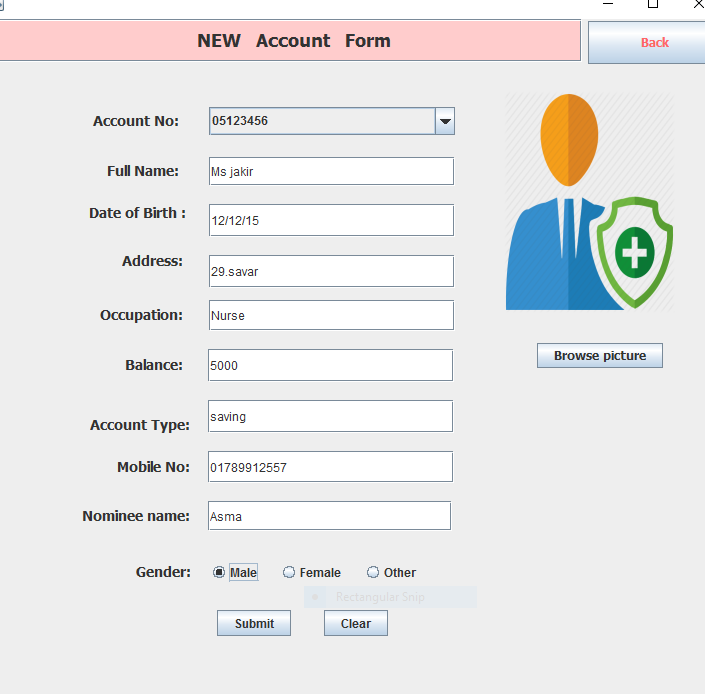 NEW Account Form
Back
Account No: 05123456
Full Name: Ms jakir
Date of Birth : 12/12/15
Address: 29.savar
Occupation: Nurse
Browse picture
Balance: 5000
Account Type: saving
Mobile No: 01789912557
Nominee name: Asma
Gender: Male Female Other
Rectangular Snip
Submit Clear